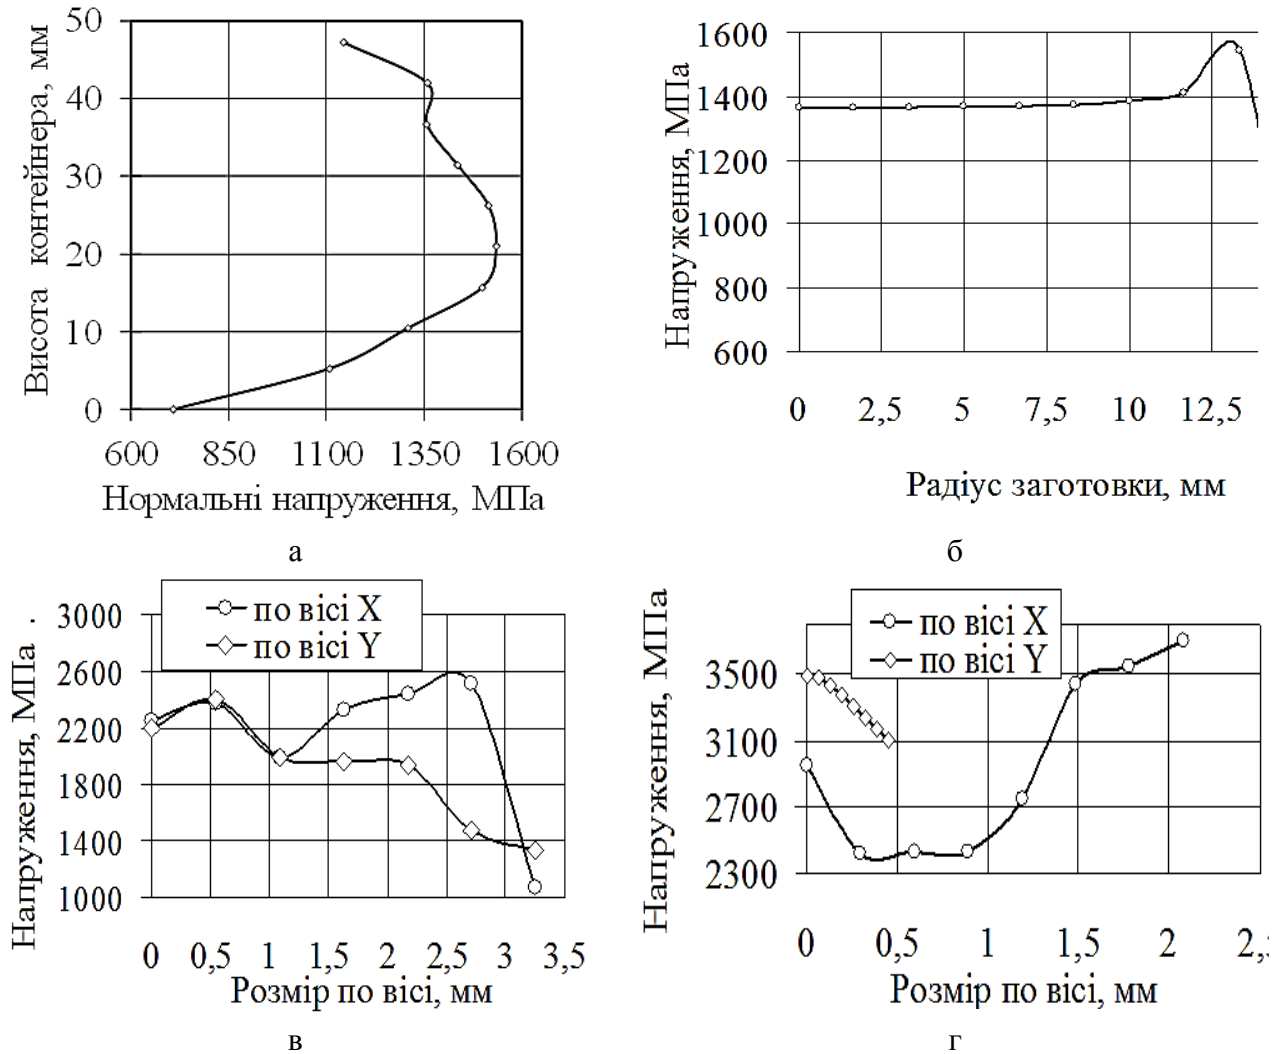 50
40
30
20
10
0
Висота контейнера, мм
600 850 1100 1350 1600
Нормальні напруження, МПа
а
1600
1400
1200
1000
800
600
Напруження, МПа
0 2,5 5 7,5 10 12,5
Радіус заготовки, мм
б
по вісі X
по вісі Y
3000
2600
2200
1800
1400
1000
Напруження, МПа .
0 0,5 1 1,5 2 2,5 3 3,5
Розмір по вісі, мм
в
по вісі X
по вісі Y
3500
3100
2700
2300
Напруження, МПа
0 0,5 1 1,5 2 2,
Розмір по вісі, мм
г